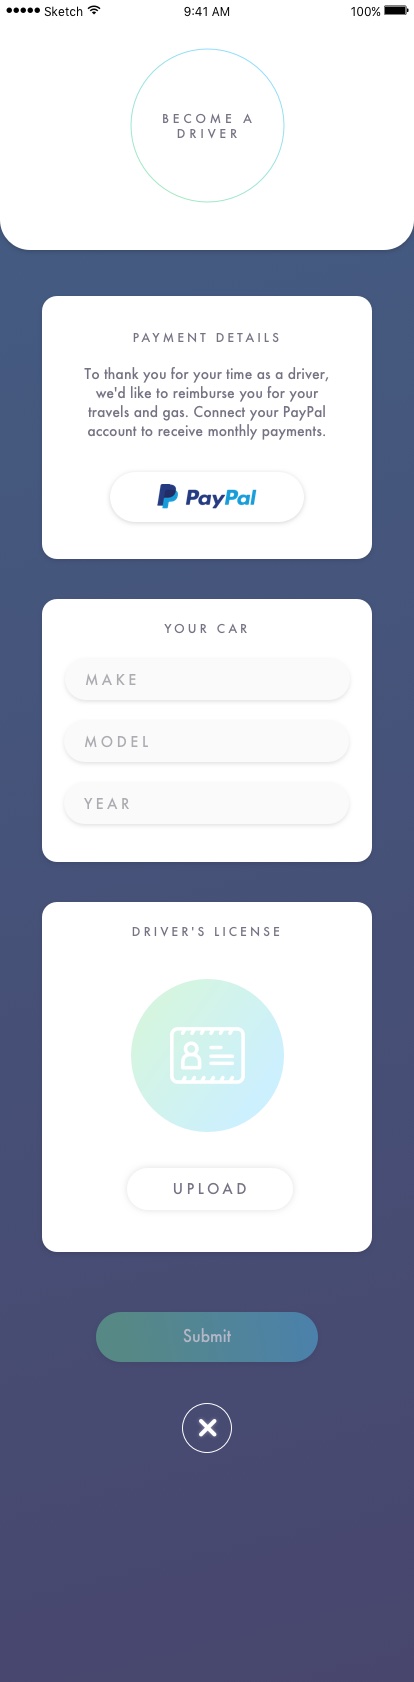 ●●●●● Sketch 9:41 AM 100%
BECOME A
DRIVER
PAYMENT DETAILS
To thank you for your time as a driver,
we'd like to reimburse you for your
travels and gas. Connect your PayPal
account to receive monthly payments.
PayPal
YOUR CAR
MAKE
MODEL
YEAR
DRIVER'S LICENSE
UPLOAD
Submit